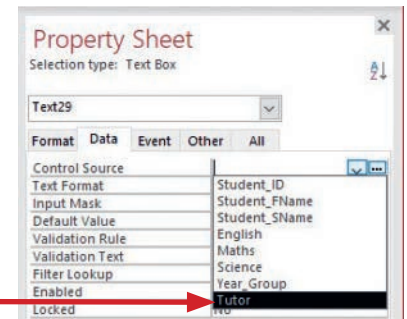 Property Sheet
Selection type: Text Box
Text29
Format Data Event Other All
Control Source
Text Format
Input Mask
Default Value
Validation Rule
Validation Text
Filter Lookup
Enabled
Locked No
Student_ID
Student_FName
Student_SName
English
Maths
Science
Year_Group
Tutor